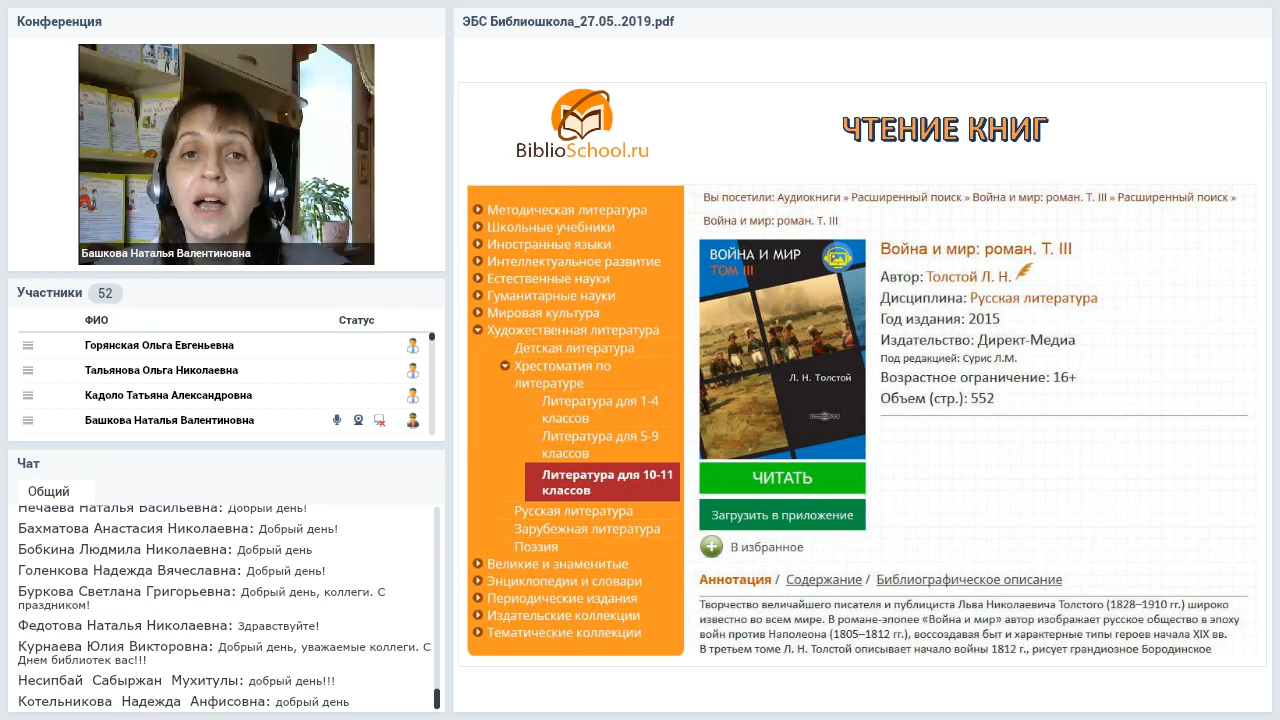 Конференция
Башкова Наталья Валентиновна
Участники 52
ФИО Статус
Горянская Ольга Евгеньевна
Тальянова Ольга Николаевна
Кадоло Татьяна Александровна
Башкова Наталья Валентиновна
Чат
Общий
Нечаева Наталья Васильевна: Добрый день!
Бахматова Анастасия Николаевна: Добрый день!
Бобкина Людмила Николаевна: Добрый день
Голенкова Надежда Вячеславна: Добрый день!
Буркова Светлана Григорьевна: Добрый день, коллеги. С
праздником!
Федотова Наталья Николаевна: Здравствуйте!
Курнаева Юлия Викторовна: Добрый день, уважаемые коллеги. С
Днем библиотек вас!!!
Несипбай Сабыржан Мухитулы: добрый день!!!
Котельникова Надежда Анфисовна: добрый день
ЭБС Библиошкола_27.05..2019.pdf
BiblioSchool.ru
ЧТЕНИЕ КНИГ
Методическая литература
Школьные учебники
Иностранные языки
Интеллектуальное развитие
Естественные науки
Гуманитарные науки
Мировая культура
Художественная литература
Детская литература
Хрестоматия по
литературе
Литература для 1-4
классов
Литература для 5-9
классов
Литература для 10-11
классов
Русская литература
Зарубежная литература
Поэзия
Великие и знаменитые
Энциклопедии и словари
Периодические издания
Издательские коллекции
Тематические коллекции
Вы посетили: Аудиокниги » Расширенный поиск » Война и мир: роман. Т. III » Расширенный поиск »
Война и мир: роман. Т. III
ВОЙНА И МИР
ТОМ III
Л. Н. Толстой
ЧИТАТЬ
Загрузить в приложение
В избранное
Война и мир: роман. Т. III
Автор: Толстой Л. Н.
Дисциплина: Русская литература
Год издания: 2015
Издательство: Директ-Медиа
Под редакцией: Сурис Л.М.
Возрастное ограничение: 16+
Объем (стр.): 552
Аннотация / Содержание / Библиографическое описание
Творчество величайшего писателя и публициста Льва Николаевича Толстого (1828–1910 гг.) широко
известно во всем мире. В романе-эпопее «Война и мир» автор изображает русское общество в эпоху
войн против Наполеона (1805–1812 гг.), воссоздавая быт и характерные типы героев начала XIX вв.
В третьем томе Л. Н. Толстой описывает начало войны 1812 г., рисует грандиозное Бородинское